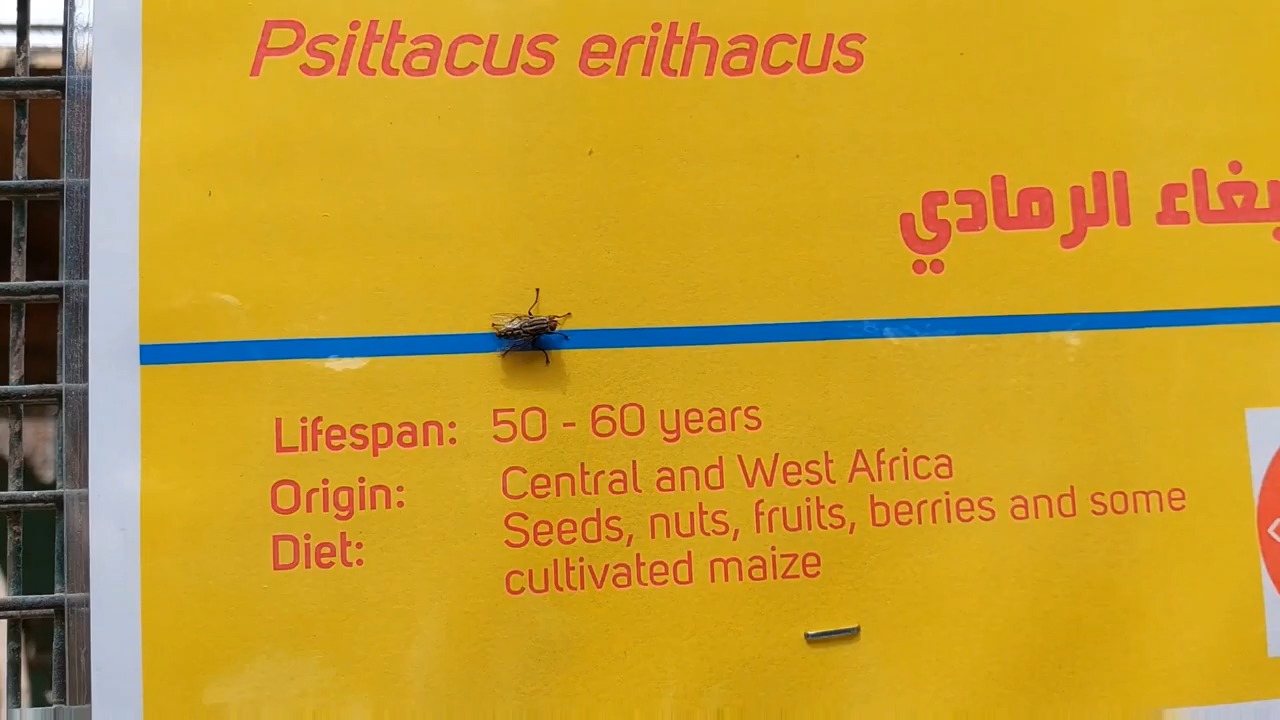 Psittacus erithacus
الرمادي
Lifespan: 50 - 60 years
Origin: Central and West Africa
Diet: Seeds, nuts, fruits, berries and some
cultivated maize